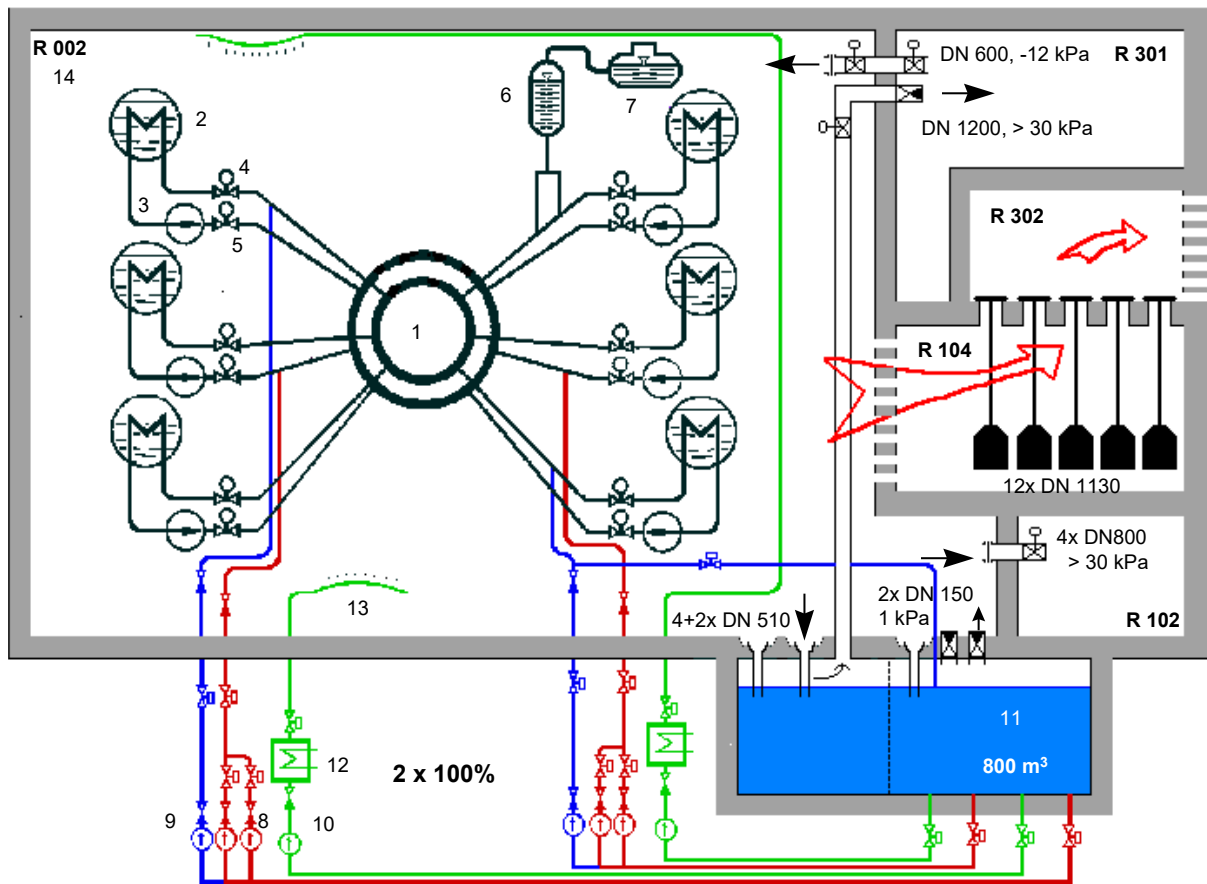 R 002
14
2
3
4
5
6
7
1
DN 600, -12 kPa
R 301
DN 1200, > 30 kPa
R 302
R 104
12x DN 1130
4x DN800
> 30 kPa
2x DN 150
1 kPa
R 102
4+2x DN 510
13
11
800 m³
12
2 x 100%
9
8
10